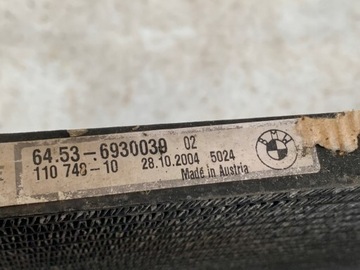 64.53-6930039 02
110 749-10 28.10.2004 5024
Made in Austria
BMW